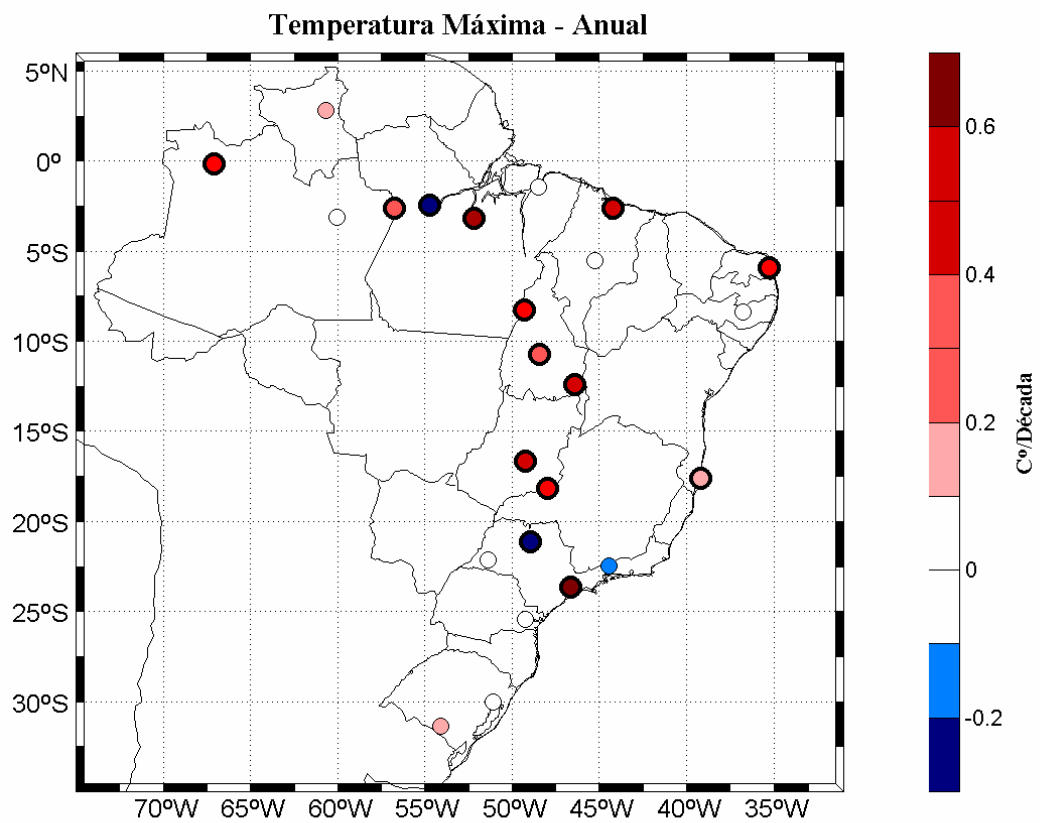 Temperatura Máxima - Anual
5ºN
0º
5ºS
10ºS
15ºS
20ºS
25ºS
30ºS
70ºW 65ºW 60ºW 55ºW 50ºW 45ºW 40ºW 35ºW
0.6
0.4
0.2
0
-0.2
Cº/Década